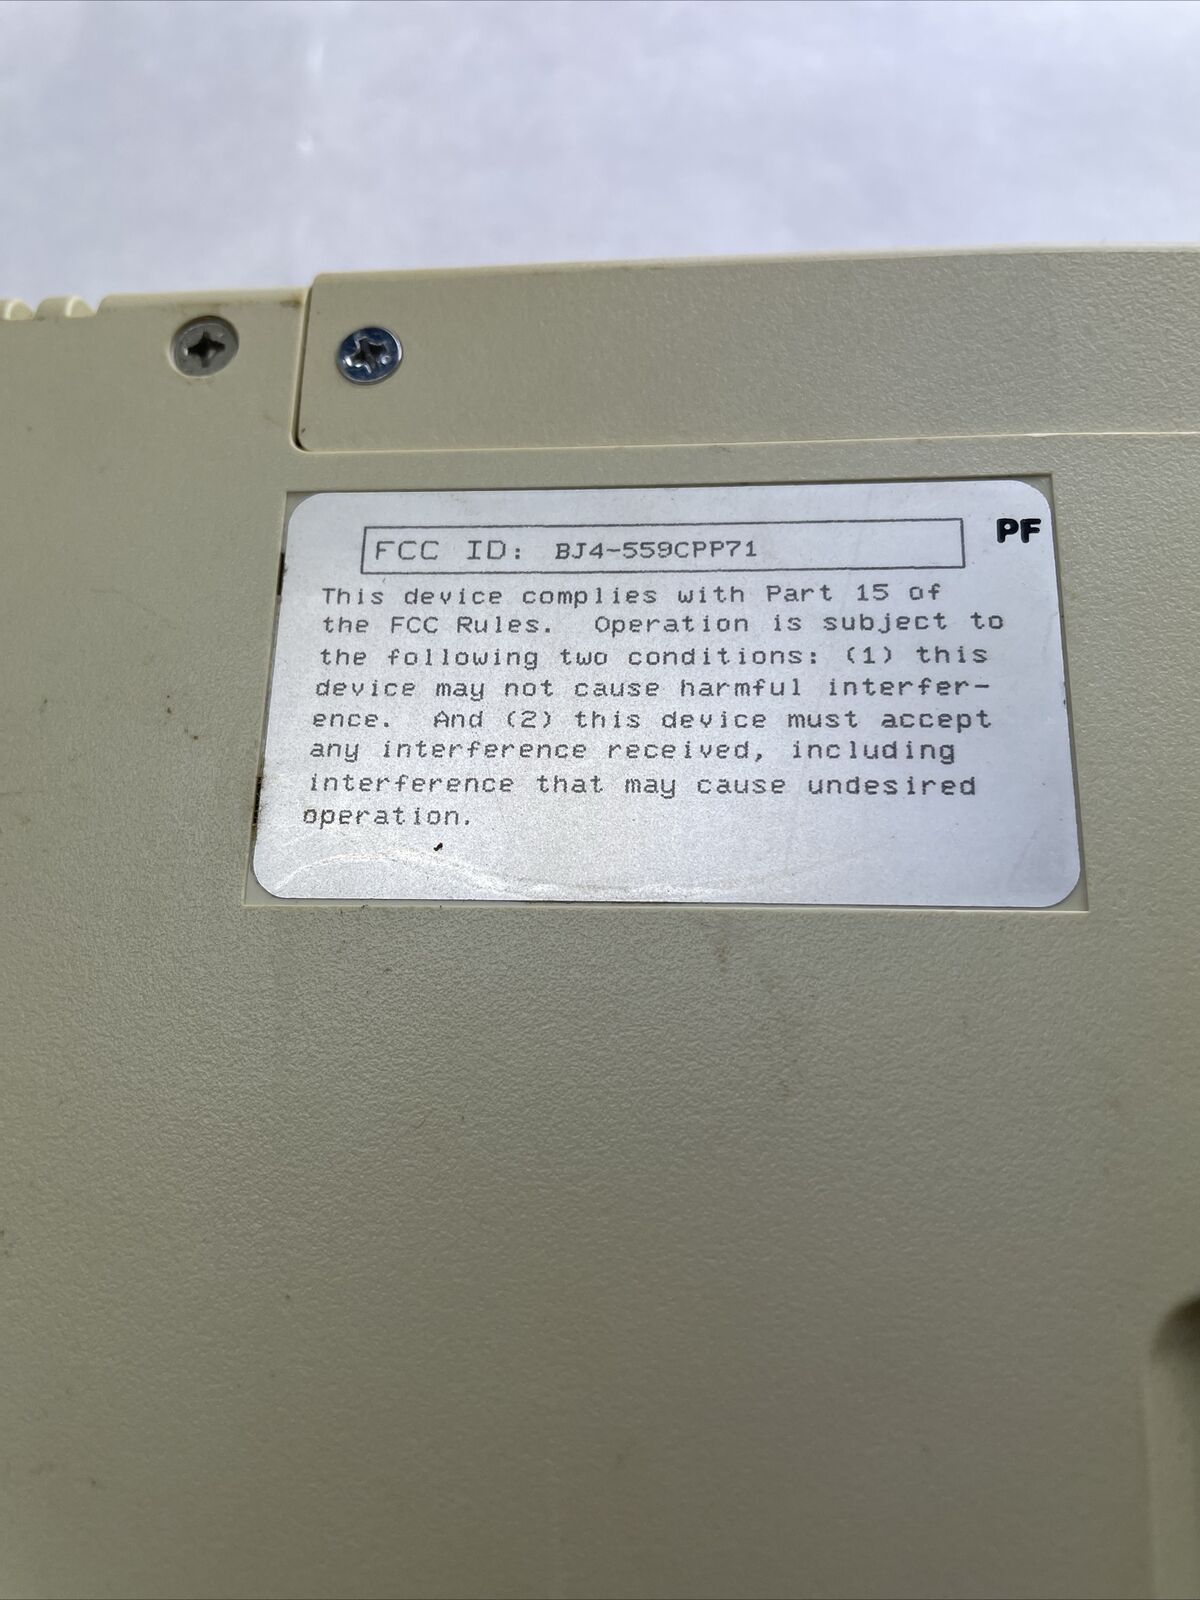 FCC ID: BJ4-559CPP71
PF
This device complies with Part 15 of
the FCC Rules. Operation is subject to
the following two conditions: (1) this
device may not cause harmful interfer-
ence. And (2) this device must accept
any interference received, including
interference that may cause undesired
operation.